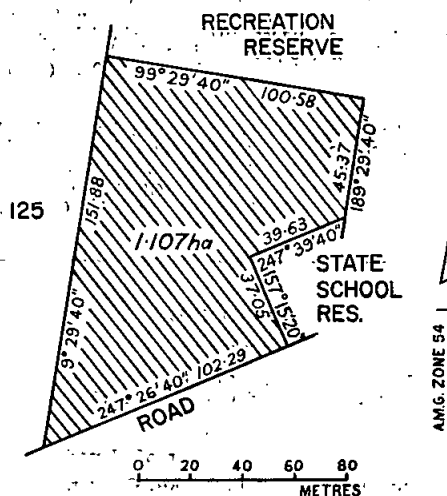 RECREATION
RESERVE
99° 29' 40"
100·58
45·37
189° 29' 40"
151·88
125
1·107ha
39·63
247° 39' 40"
STATE
SCHOOL
RES.
157° 15' 20"
37·05
9° 29' 40"
247° 26' 40" 102·29
ROAD
A.M.G. ZONE 54
0 20 40 60 80
METRES